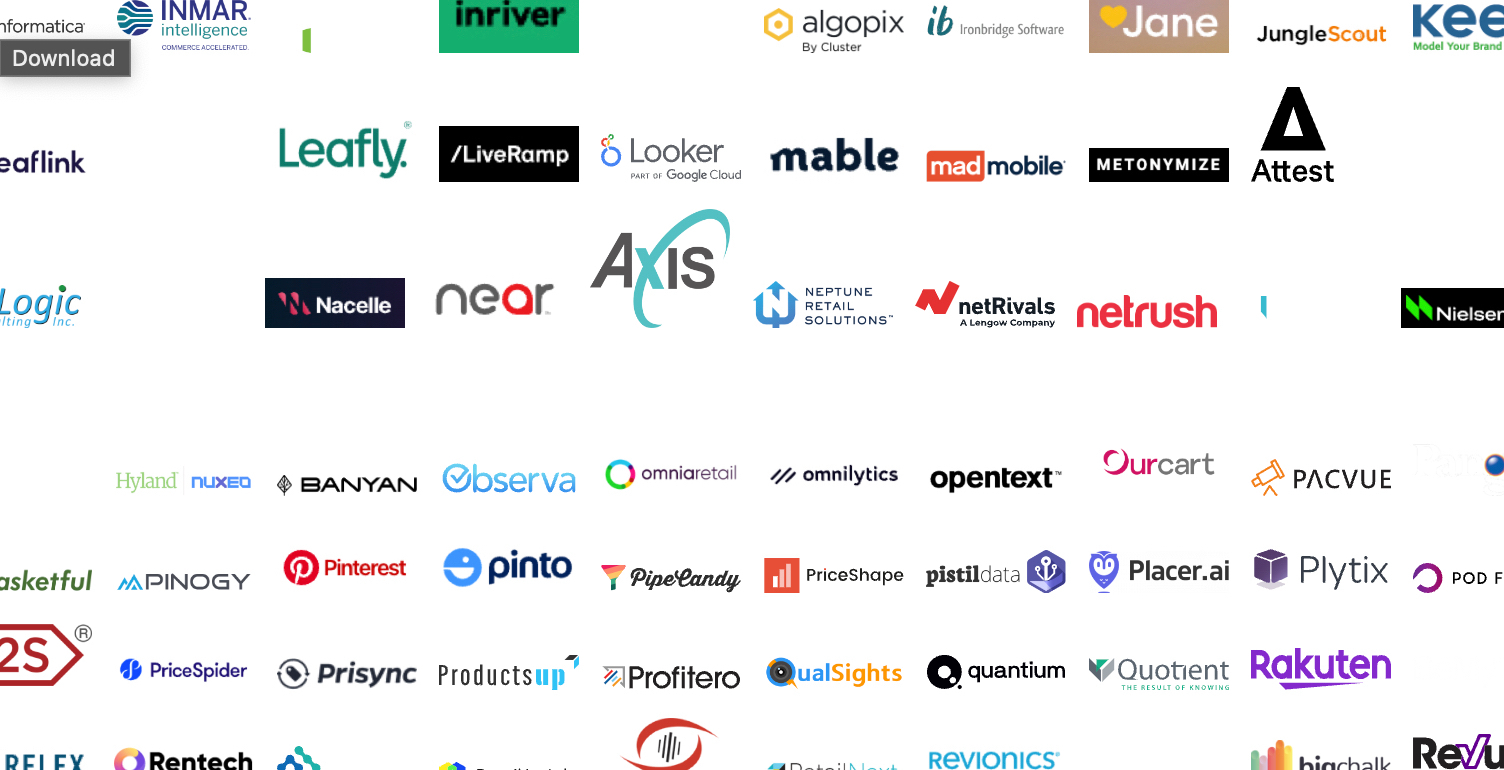 nformatica
INMAR
intelligence
COMMERCE ACCELERATED.
inriver
algopix
By Cluster
ib Ironbridge Software
Jane
JungleScout
Kee
Model Your Brand
Download
eaflink
Leafly.
/LiveRamp
Looker
PART OF Google Cloud
mable
mad mobile
METONYMIZE
Attest
Logic
lting Inc.
Nacelle
near
AXIS
NEPTUNE
RETAIL
SOLUTIONS™
netRivals
A Lengow Company
netrush
Nielsen
Hyland nuxeo
BANYAN
Observa
omniaretail
omnilytics
opentext™
Ourcart
PACVUE
asketful
PINOGY
Pinterest
pinto
PipeCandy
PriceShape
pistildata
Placer.ai
Plytix
POD F
2S®
PriceSpider
Prisync
Productsup
Profitero
QualSights
quantium
Quotient
THE RESULT OF KNOWING
Rakuten
RELEX
Rentech
RetailNext
REVIONICS
bigchalk
Revu